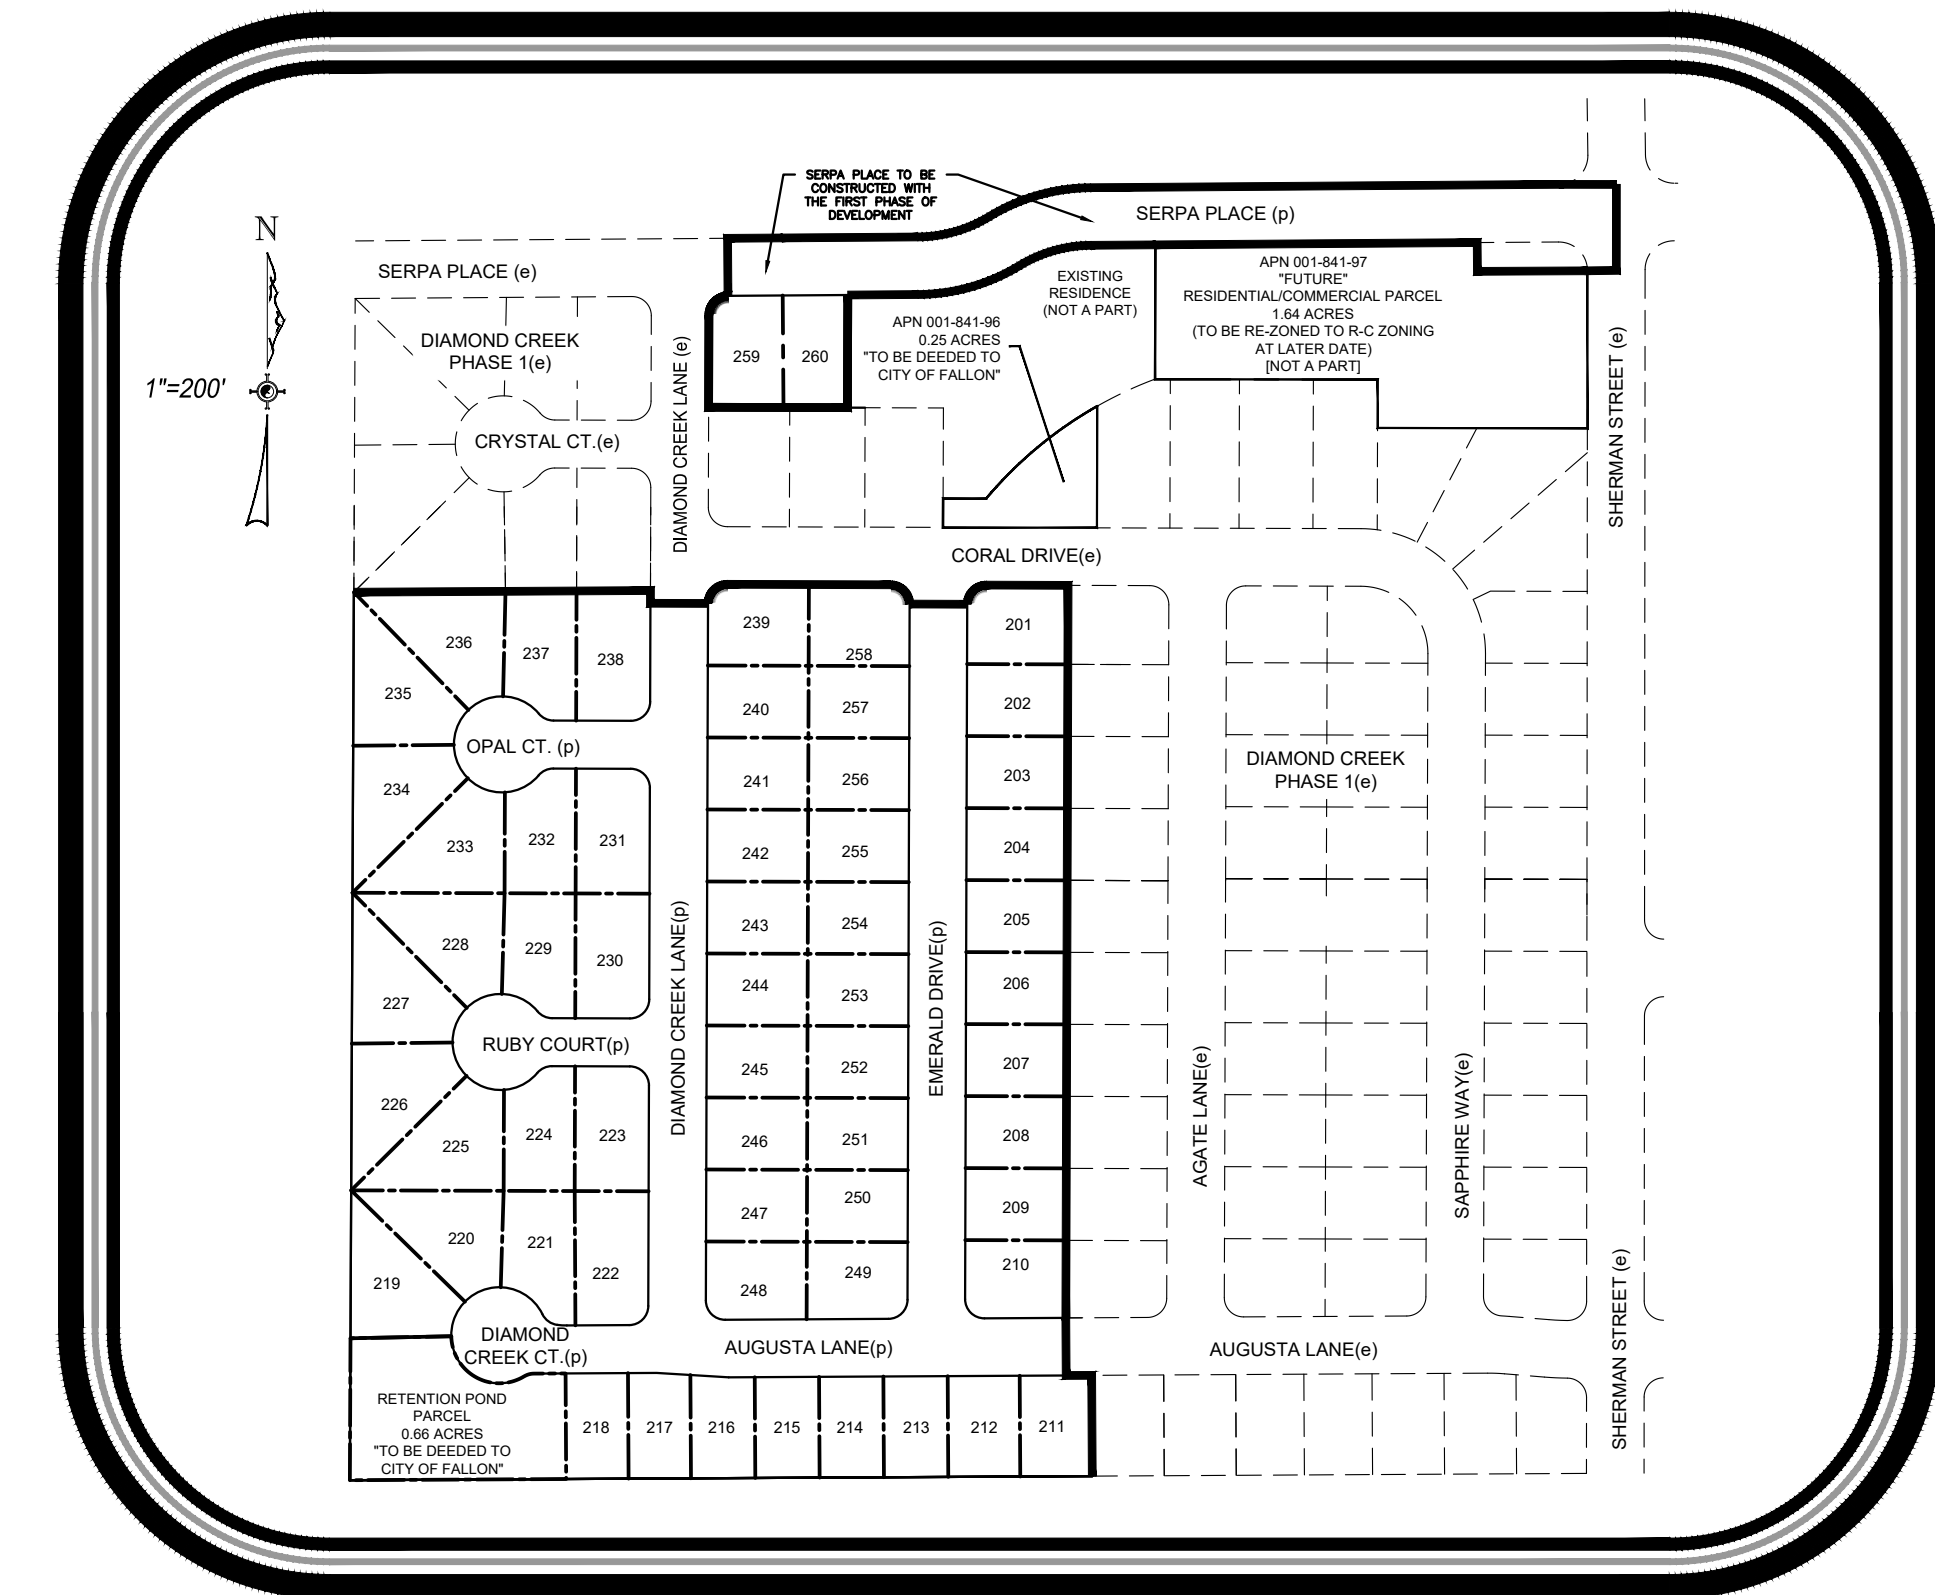 SERPA PLACE TO BE
CONSTRUCTED WITH
THE FIRST PHASE OF
DEVELOPMENT
N
1"=200'
SERPA PLACE (p)
SERPA PLACE (e)
EXISTING
RESIDENCE
(NOT A PART)
APN 001-841-97
"FUTURE"
RESIDENTIAL/COMMERCIAL PARCEL
1.64 ACRES
(TO BE RE-ZONED TO R-C ZONING
AT LATER DATE)
[NOT A PART]
APN 001-841-96
0.25 ACRES
"TO BE DEEDED TO
CITY OF FALLON"
DIAMOND CREEK
PHASE 1(e)
259
260
CRYSTAL CT.(e)
DIAMOND CREEK LANE (e)
SHERMAN STREET (e)
CORAL DRIVE(e)
236
237
238
235
OPAL CT. (p)
234
233
232
231
228
229
230
227
RUBY COURT(p)
226
225
224
223
220
221
222
219
DIAMOND
CREEK CT.(p)
DIAMOND CREEK LANE(p)
239
258
240
257
241
256
242
255
243
254
244
253
245
252
246
251
247
250
248
249
EMERALD DRIVE(p)
201
202
203
204
205
206
207
208
209
210
DIAMOND CREEK
PHASE 1(e)
AGATE LANE(e)
SAPPHIRE WAY(e)
SHERMAN STREET (e)
AUGUSTA LANE(p)
AUGUSTA LANE(e)
RETENTION POND
PARCEL
0.66 ACRES
"TO BE DEEDED TO
CITY OF FALLON"
218
217
216
215
214
213
212
211